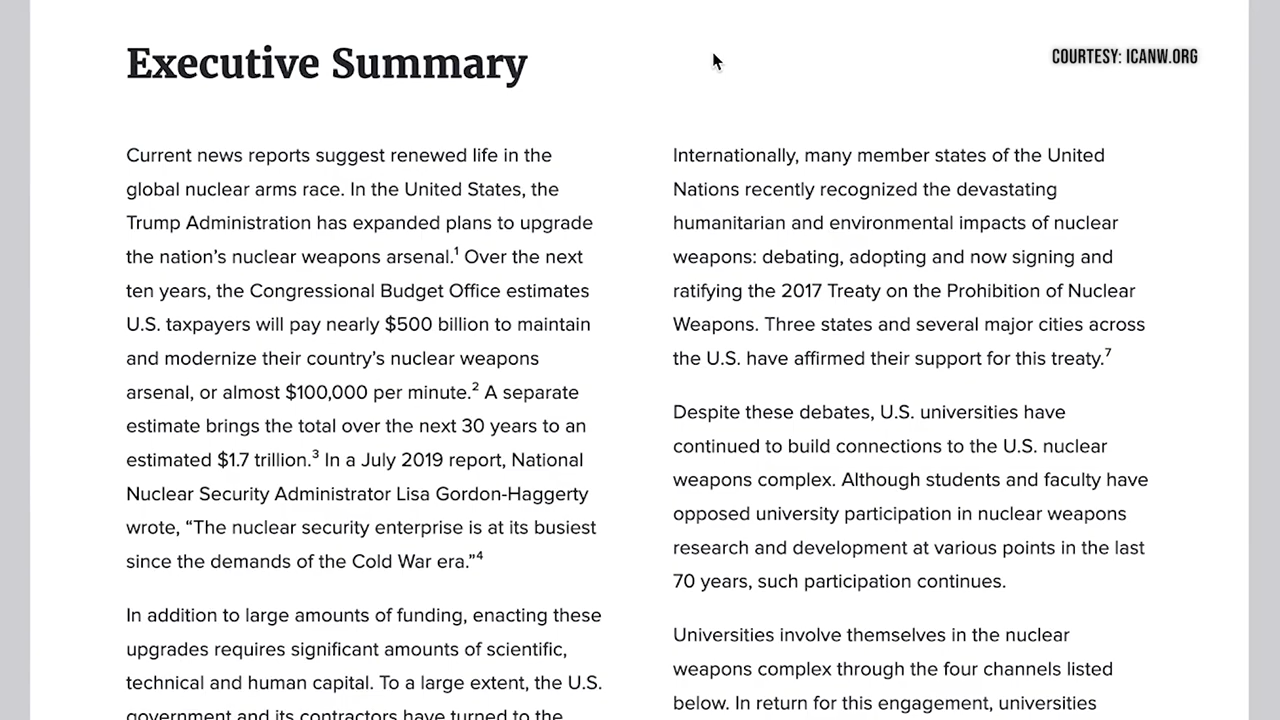 Executive Summary
COURTESY: ICANW.ORG
Current news reports suggest renewed life in the
global nuclear arms race. In the United States, the
Trump Administration has expanded plans to upgrade
the nation’s nuclear weapons arsenal.¹ Over the next
ten years, the Congressional Budget Office estimates
U.S. taxpayers will pay nearly $500 billion to maintain
and modernize their country’s nuclear weapons
arsenal, or almost $100,000 per minute.² A separate
estimate brings the total over the next 30 years to an
estimated $1.7 trillion.³ In a July 2019 report, National
Nuclear Security Administrator Lisa Gordon-Haggerty
wrote, “The nuclear security enterprise is at its busiest
since the demands of the Cold War era.”⁴
In addition to large amounts of funding, enacting these
upgrades requires significant amounts of scientific,
technical and human capital. To a large extent, the U.S.
government and its contractors have turned to the
Internationally, many member states of the United
Nations recently recognized the devastating
humanitarian and environmental impacts of nuclear
weapons: debating, adopting and now signing and
ratifying the 2017 Treaty on the Prohibition of Nuclear
Weapons. Three states and several major cities across
the U.S. have affirmed their support for this treaty.⁷
Despite these debates, U.S. universities have
continued to build connections to the U.S. nuclear
weapons complex. Although students and faculty have
opposed university participation in nuclear weapons
research and development at various points in the last
70 years, such participation continues.
Universities involve themselves in the nuclear
weapons complex through the four channels listed
below. In return for this engagement, universities